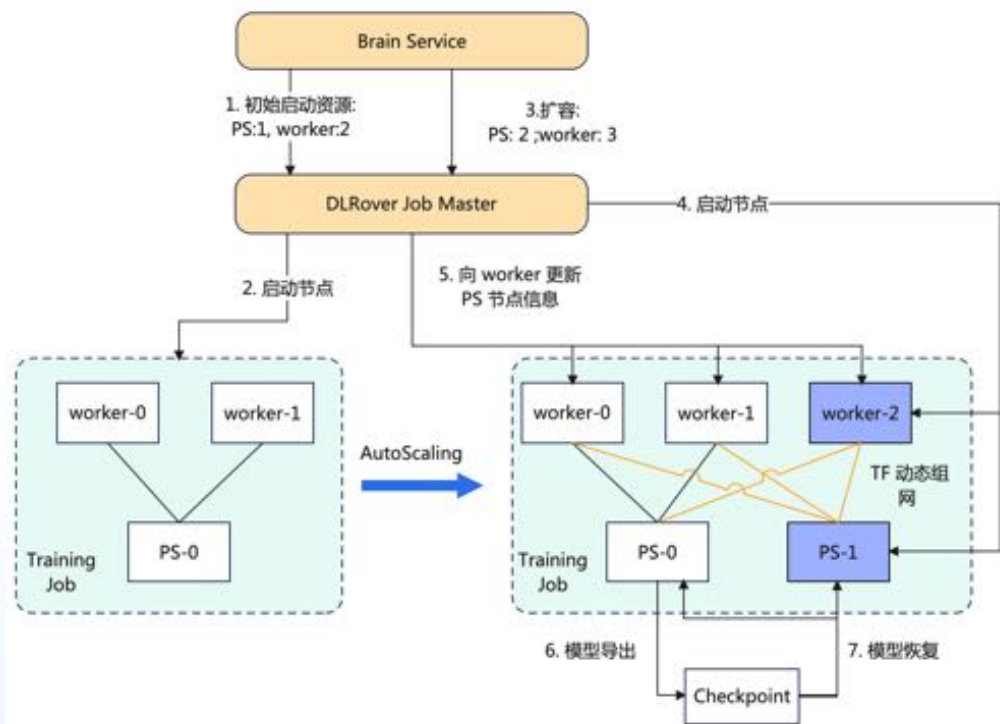 Brain Service
1. 初始启动资源:
PS:1, worker:2
3.扩容:
PS: 2 ;worker: 3
DLRover Job Master
4. 启动节点
2. 启动节点
5. 向 worker 更新
PS 节点信息
worker-0
worker-1
PS-0
Training
Job
AutoScaling
worker-0
worker-1
worker-2
TF 动态组
网
PS-0
PS-1
Training
Job
6. 模型导出
7. 模型恢复
Checkpoint